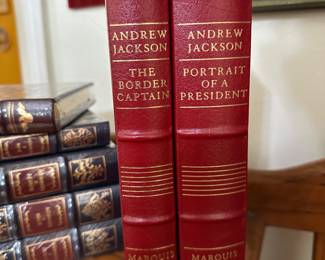 ANDREW
JACKSON
THE
BORDER
CAPTAIN
MARQUIS
ANDREW
JACKSON
PORTRAIT
OF A
PRESIDENT
MARQUIS